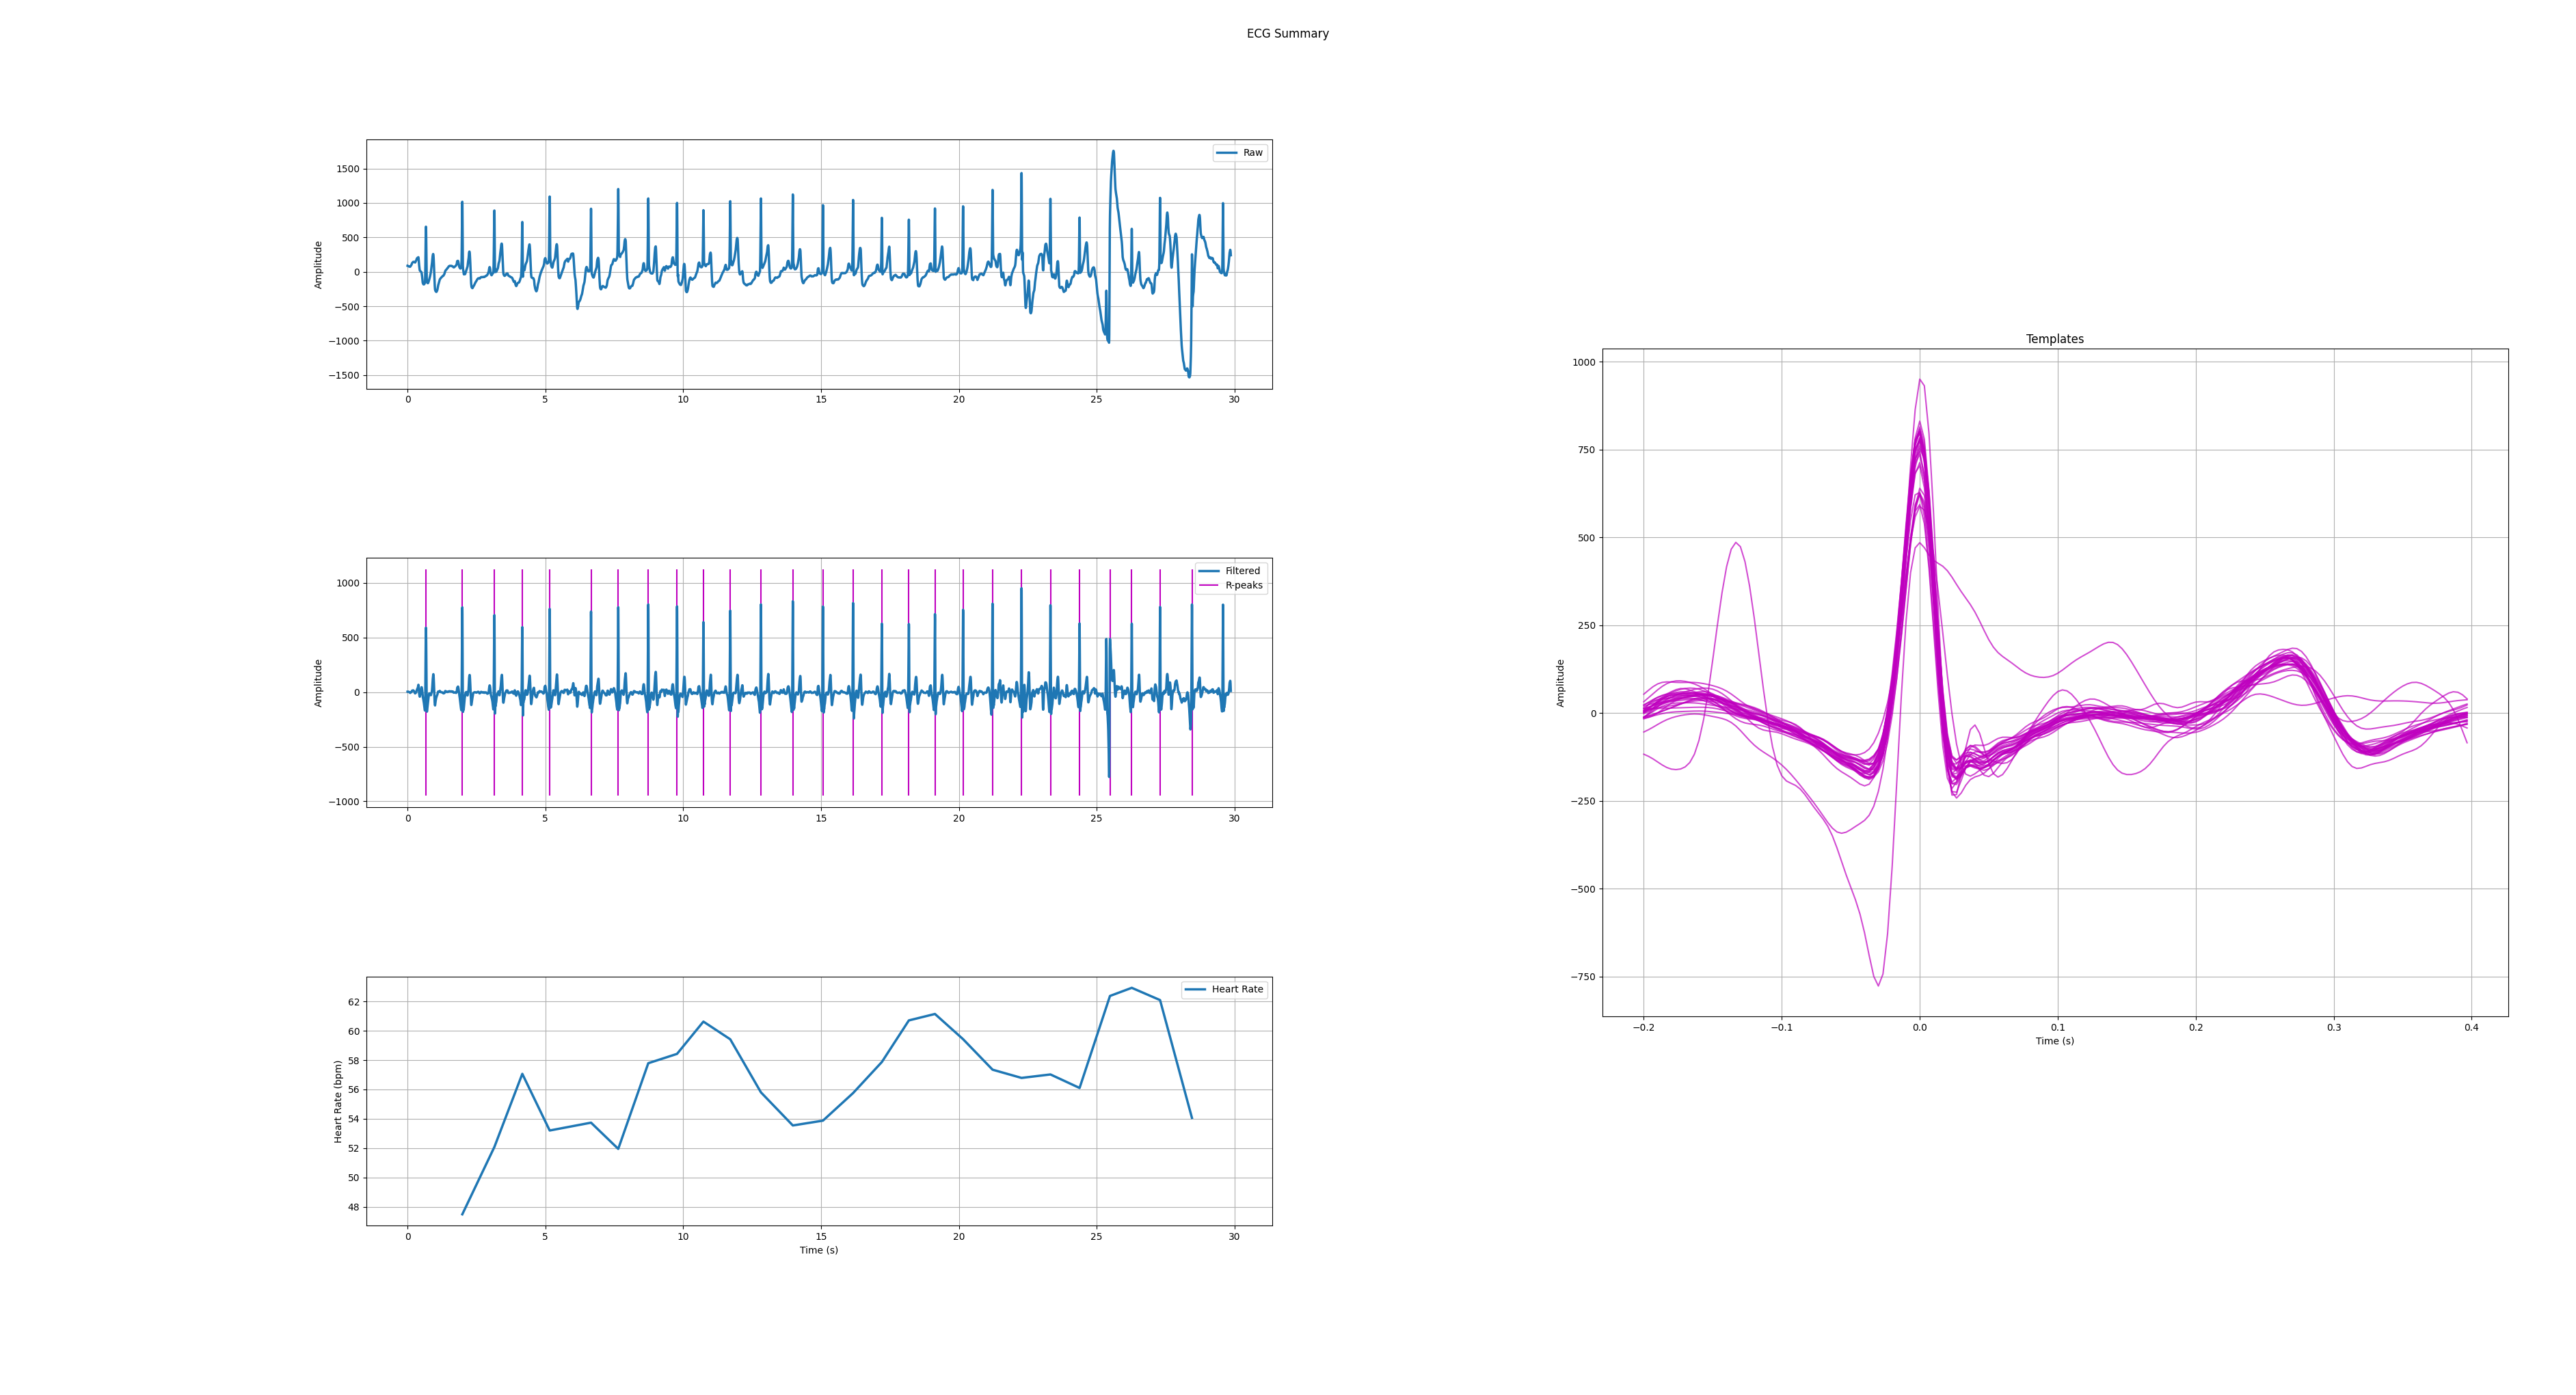 ECG Summary
Raw
Amplitude
1500
1000
500
0
−500
−1000
−1500
0 5 10 15 20 25 30
Filtered
R-peaks
Amplitude
1000
500
0
−500
−1000
0 5 10 15 20 25 30
Heart Rate
Heart Rate (bpm)
62
60
58
56
54
52
50
48
0 5 10 15 20 25 30
Time (s)
Templates
Amplitude
1000
750
500
250
0
−250
−500
−750
−0.2 −0.1 0.0 0.1 0.2 0.3 0.4
Time (s)